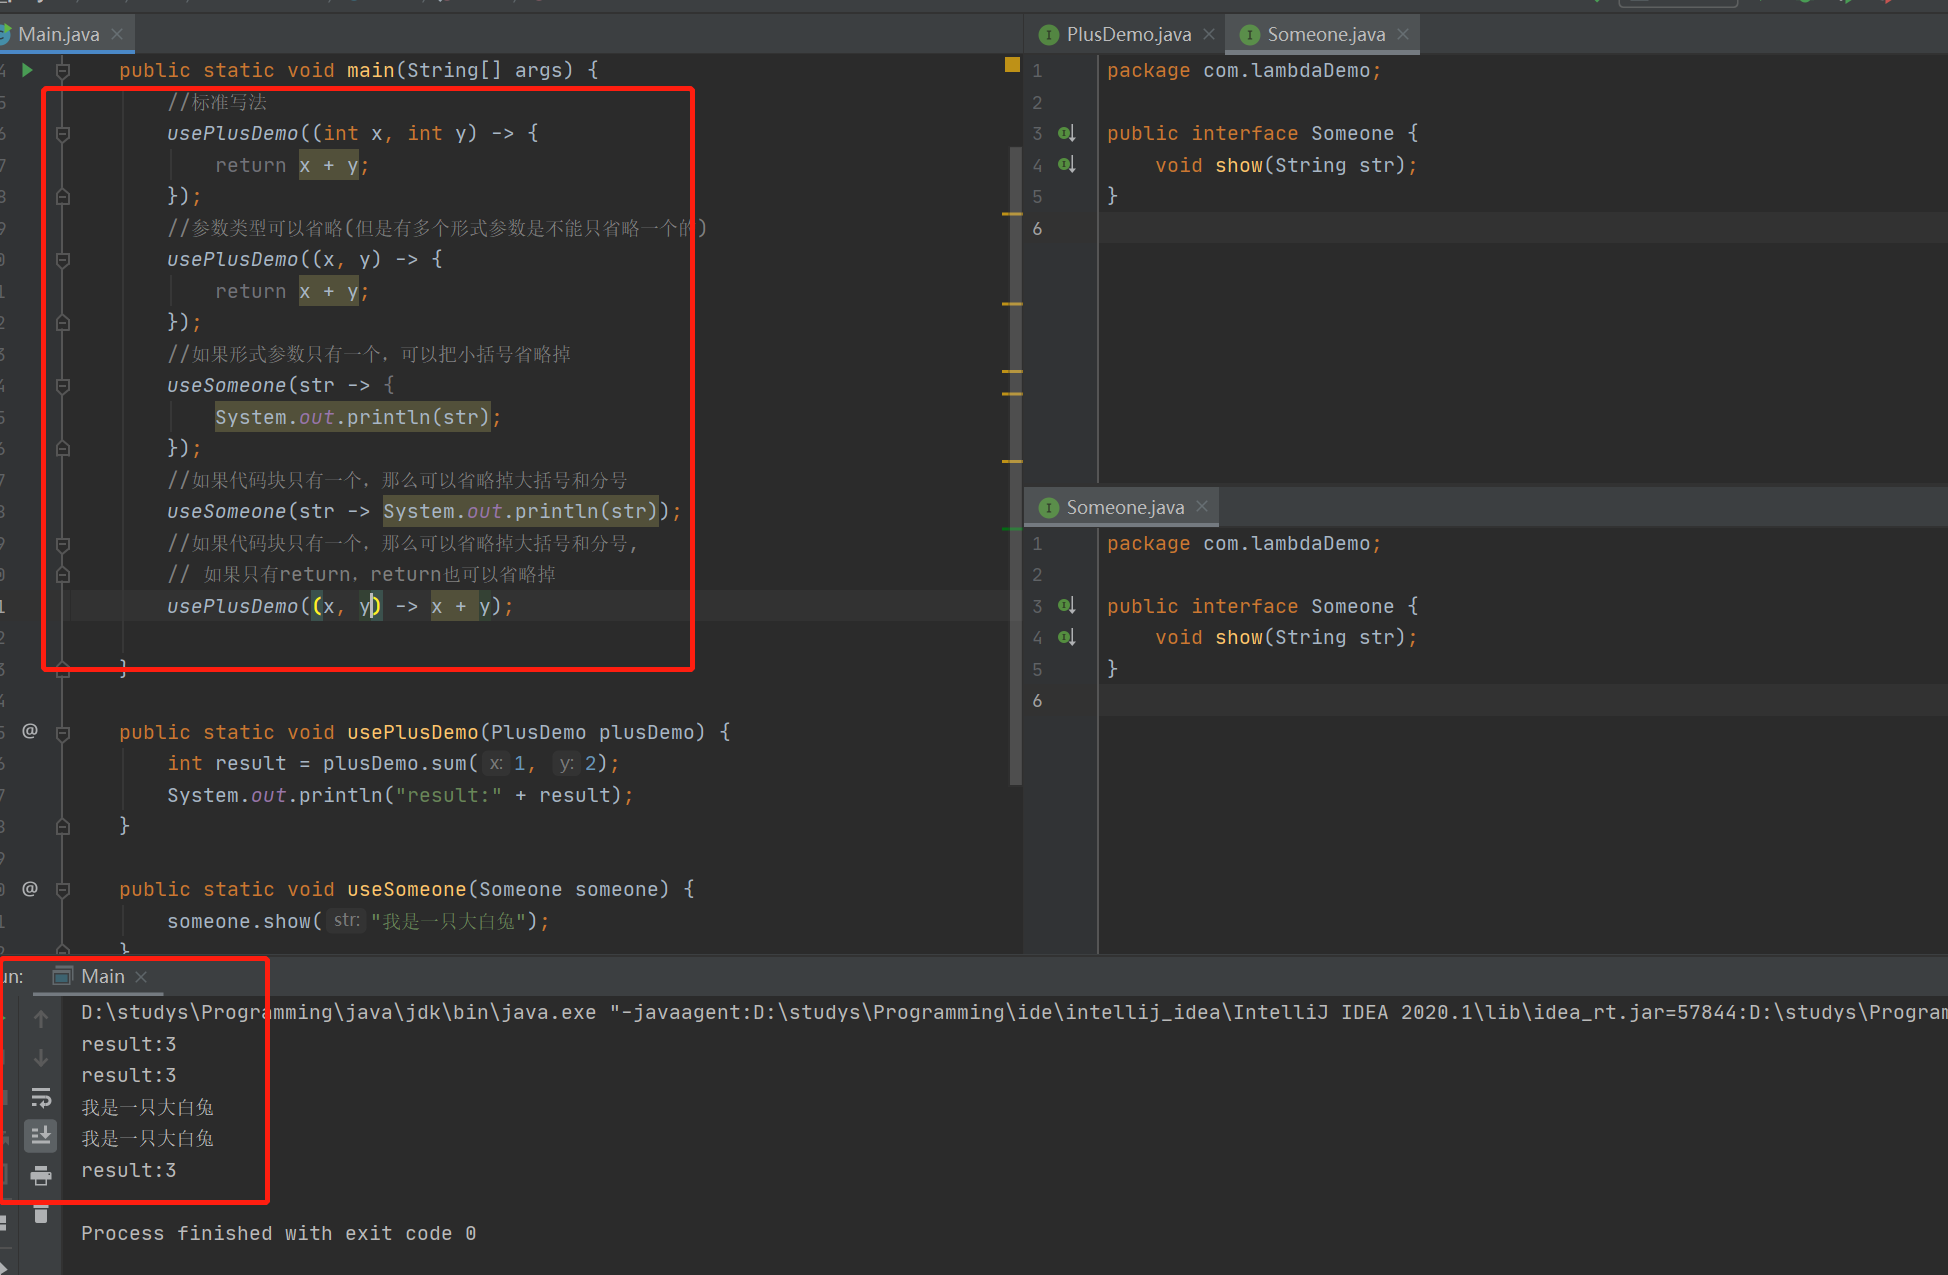 Main.java
public static void main(String[] args) {
//标准写法
usePlusDemo((int x, int y) -> {
return x + y;
});
//参数类型可以省略(但是有多个形式参数是不能只省略一个的)
usePlusDemo((x, y) -> {
return x + y;
});
//如果形式参数只有一个，可以把小括号省略掉
useSomeone(str -> {
System.out.println(str);
});
//如果代码块只有一个，那么可以省略掉大括号和分号
useSomeone(str -> System.out.println(str));
//如果代码块只有一个，那么可以省略掉大括号和分号,
// 如果只有return，return也可以省略掉
usePlusDemo((x, y) -> x + y);
}
public static void usePlusDemo(PlusDemo plusDemo) {
int result = plusDemo.sum( x: 1, y: 2);
System.out.println("result:" + result);
}
public static void useSomeone(Someone someone) {
someone.show( str: "我是一只大白兔");
}
PlusDemo.java
Someone.java
1 package com.lambdaDemo;
2
3 public interface Someone {
4 void show(String str);
5 }
6
Someone.java
1 package com.lambdaDemo;
2
3 public interface Someone {
4 void show(String str);
5 }
6
un: Main
D:\studys\Programming\java\jdk\bin\java.exe "-javaagent:D:\studys\Programming\ide\intellij_idea\IntelliJ IDEA 2020.1\lib\idea_rt.jar=57844:D:\studys\Program
result:3
result:3
我是一只大白兔
我是一只大白兔
result:3
Process finished with exit code 0